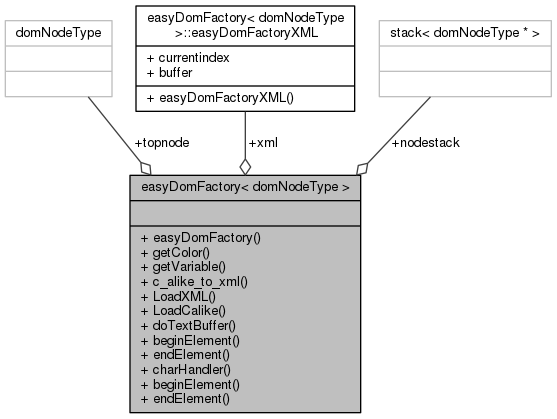 domNodeType
easyDomFactory< domNodeType
>::easyDomFactoryXML
+ currentindex
+ buffer
+ easyDomFactoryXML()
stack< domNodeType * >
+topnode
+xml
+nodestack
easyDomFactory< domNodeType >
+ easyDomFactory()
+ getColor()
+ getVariable()
+ c_alike_to_xml()
+ LoadXML()
+ LoadCalike()
+ doTextBuffer()
+ beginElement()
+ endElement()
+ charHandler()
+ beginElement()
+ endElement()